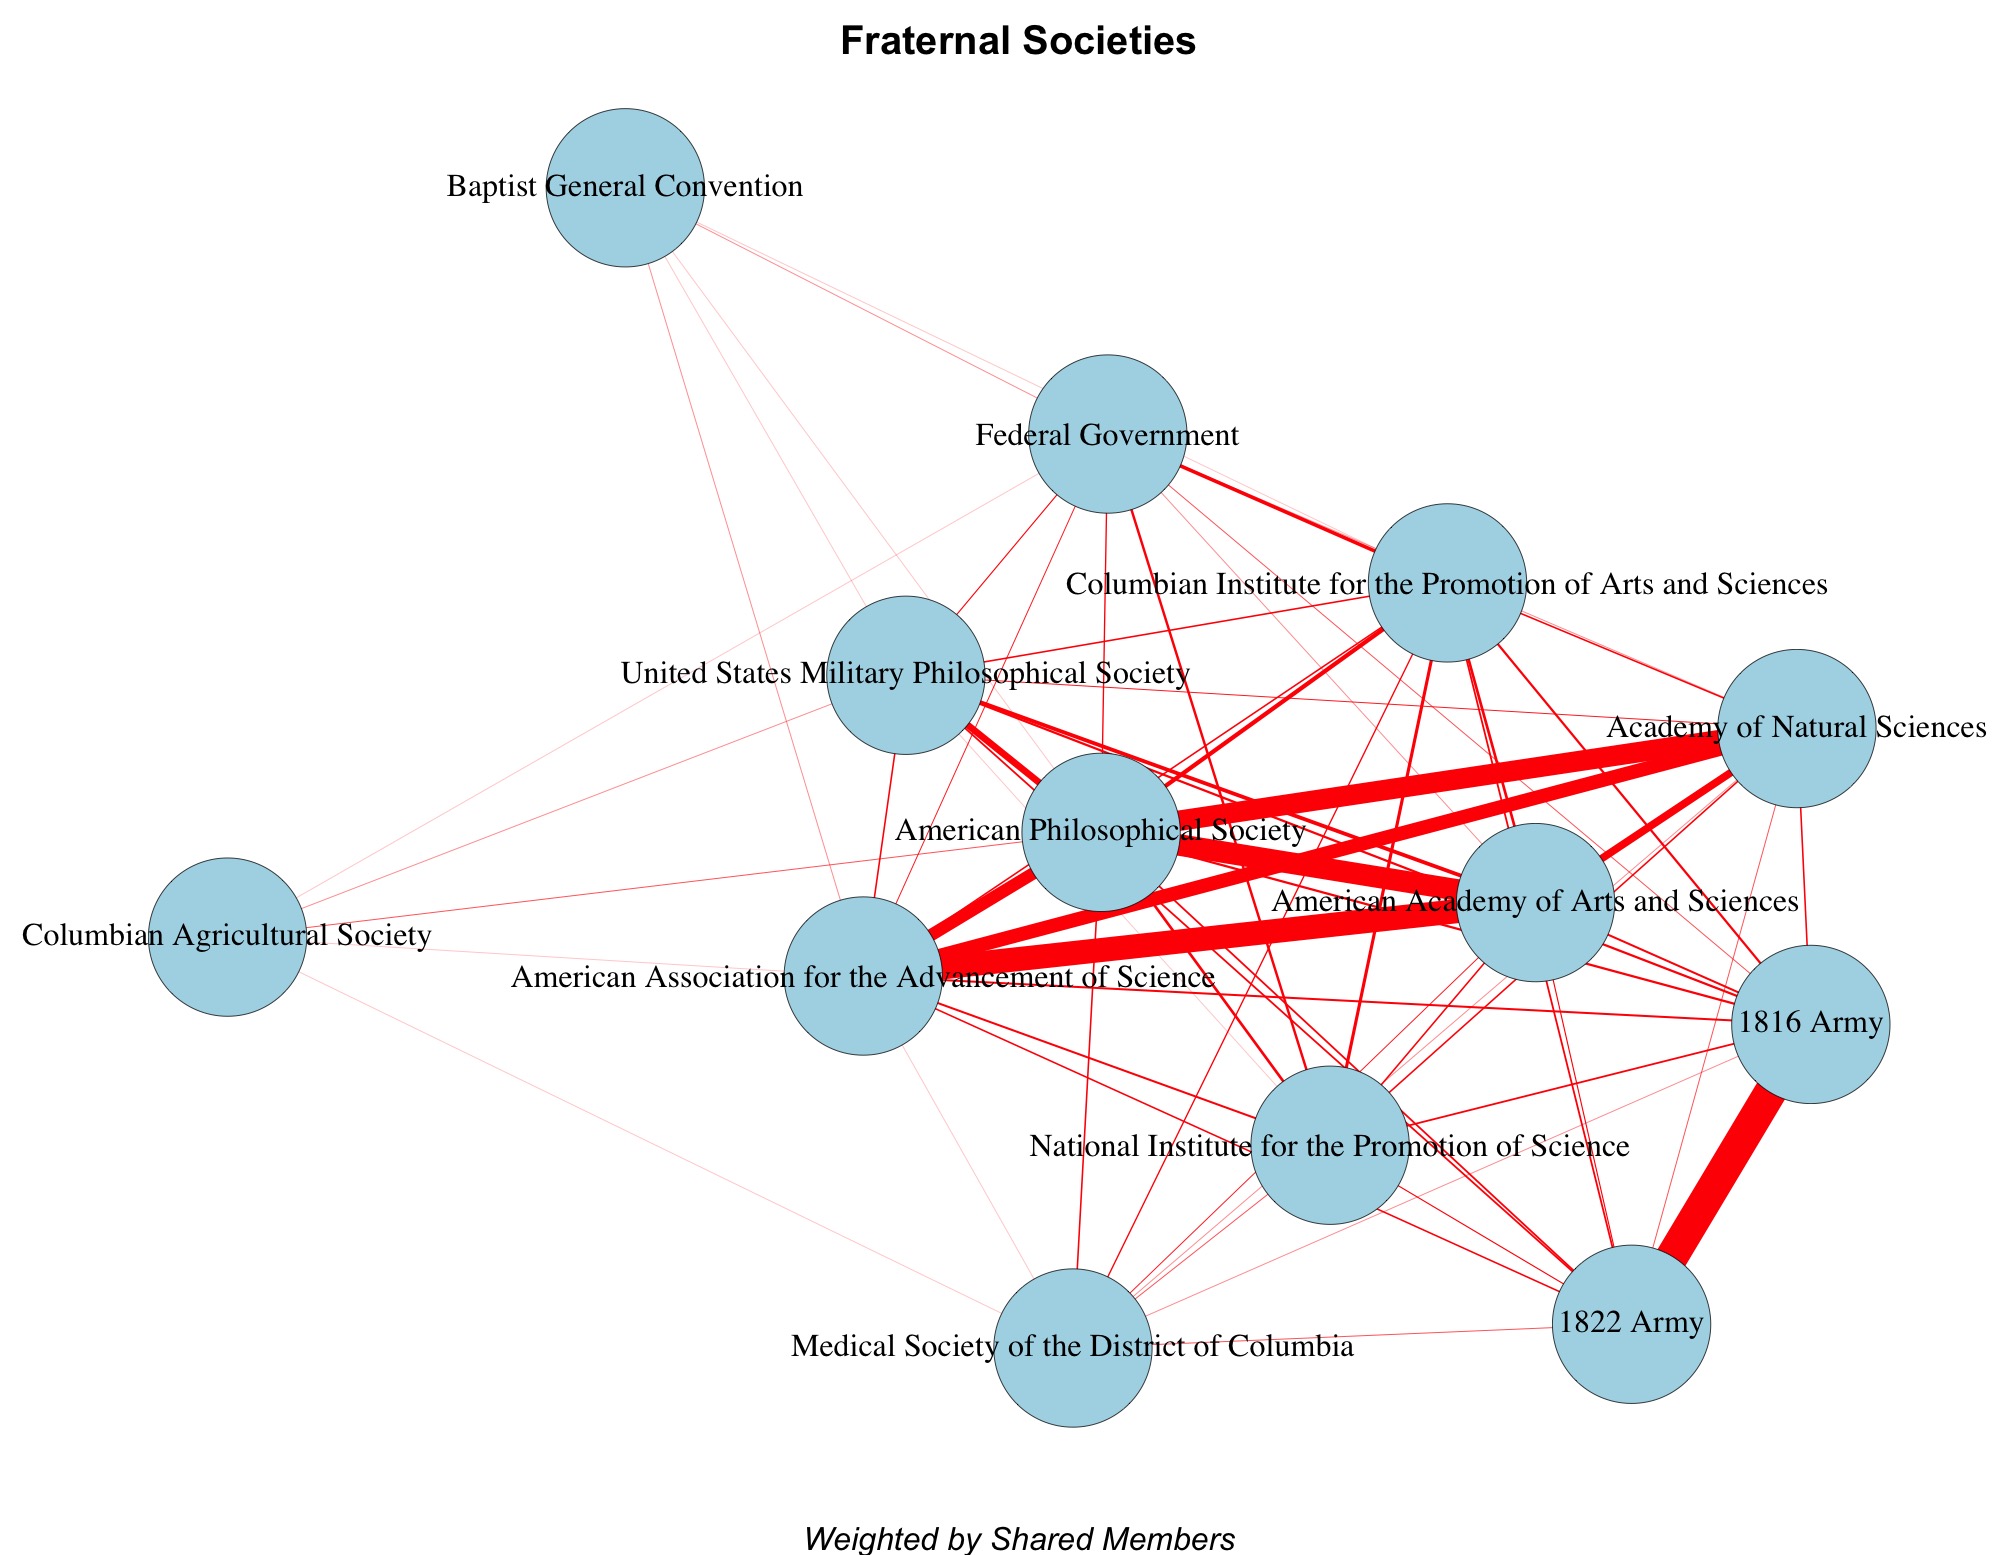 Fraternal Societies
Baptist General Convention
Federal Government
Columbian Institute for the Promotion of Arts and Sciences
United States Military Philosophical Society
Academy of Natural Sciences
American Philosophical Society
American Academy of Arts and Sciences
Columbian Agricultural Society
American Association for the Advancement of Science
1816 Army
National Institute for the Promotion of Science
1822 Army
Medical Society of the District of Columbia
Weighted by Shared Members